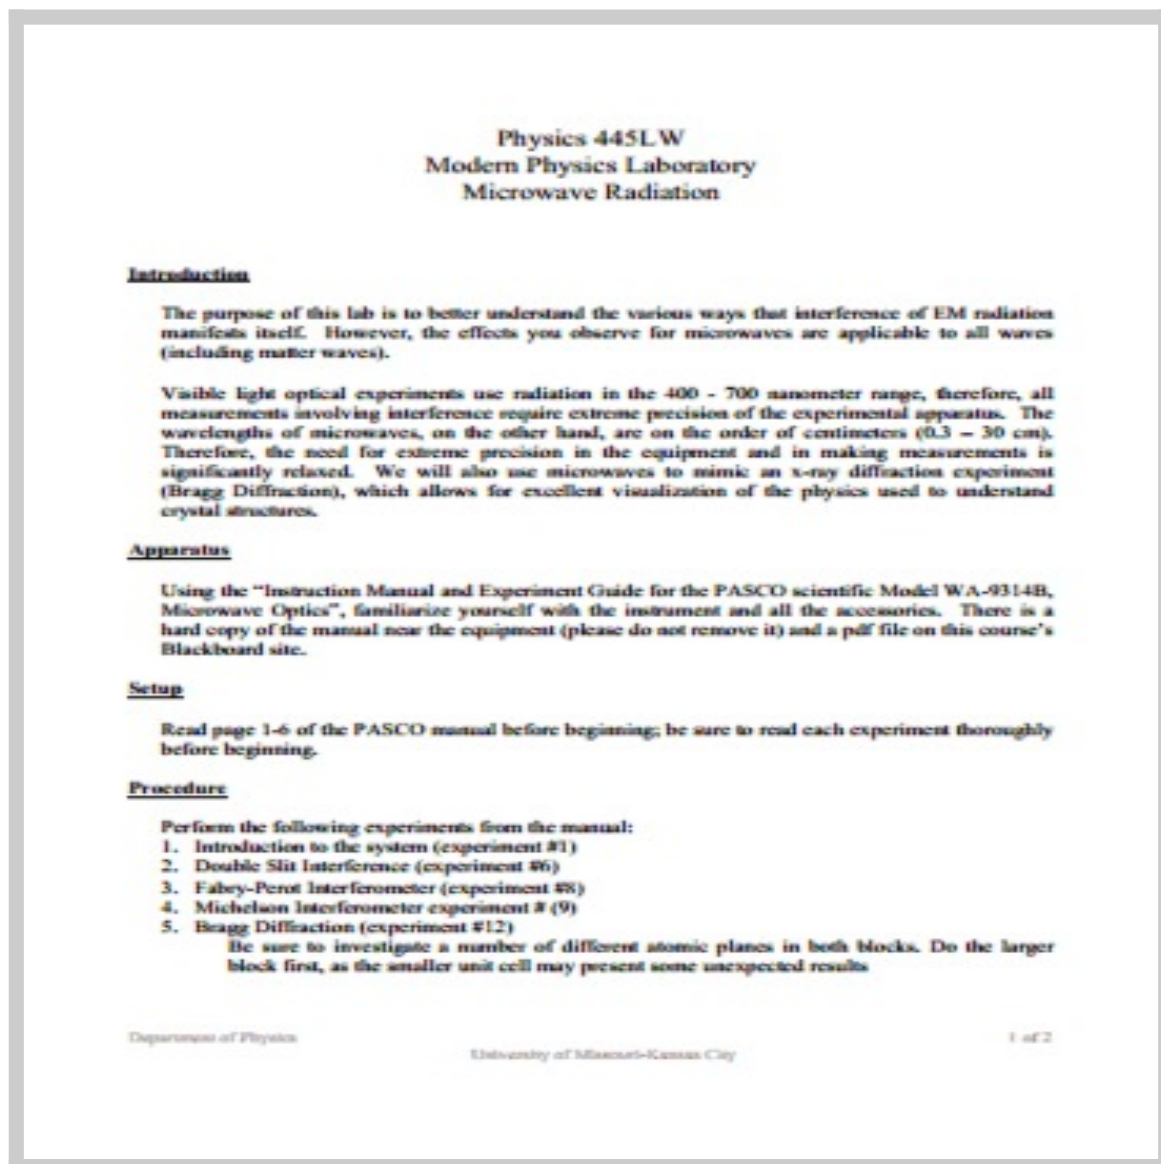 Physics 445LW
Modern Physics Laboratory
Microwave Radiation
Introduction
The purpose of this lab is to better understand the various ways that interference of EM radiation
manifests itself. However, the effects you observe for microwaves are applicable to all waves
(including matter waves).
Visible light optical experiments use radiation in the 400 - 700 nanometer range, therefore, all
measurements involving interference require extreme precision of the experimental apparatus. The
wavelengths of microwaves, on the other hand, are on the order of centimeters (0.3 – 30 cm).
Therefore, the need for extreme precision in the equipment and in making measurements is
significantly relaxed. We will also use microwaves to mimic an x-ray diffraction experiment
(Bragg Diffraction), which allows for excellent visualization of the physics used to understand
crystal structures.
Apparatus
Using the “Instruction Manual and Experiment Guide for the PASCO scientific Model WA-9314B,
Microwave Optics”, familiarize yourself with the instrument and all the accessories. There is a
hard copy of the manual near the equipment (please do not remove it) and a pdf file on this course’s
Blackboard site.
Setup
Read page 1-6 of the PASCO manual before beginning; be sure to read each experiment thoroughly
before beginning.
Procedure
Perform the following experiments from the manual:
1. Introduction to the system (experiment #1)
2. Double Slit Interference (experiment #6)
3. Fabry-Perot Interferometer (experiment #8)
4. Michelson Interferometer experiment # (9)
5. Bragg Diffraction (experiment #12)
Be sure to investigate a number of different atomic planes in both blocks. Do the larger
block first, as the smaller unit cell may present some unexpected results
Department of Physics 1 of 2
University of Missouri-Kansas City